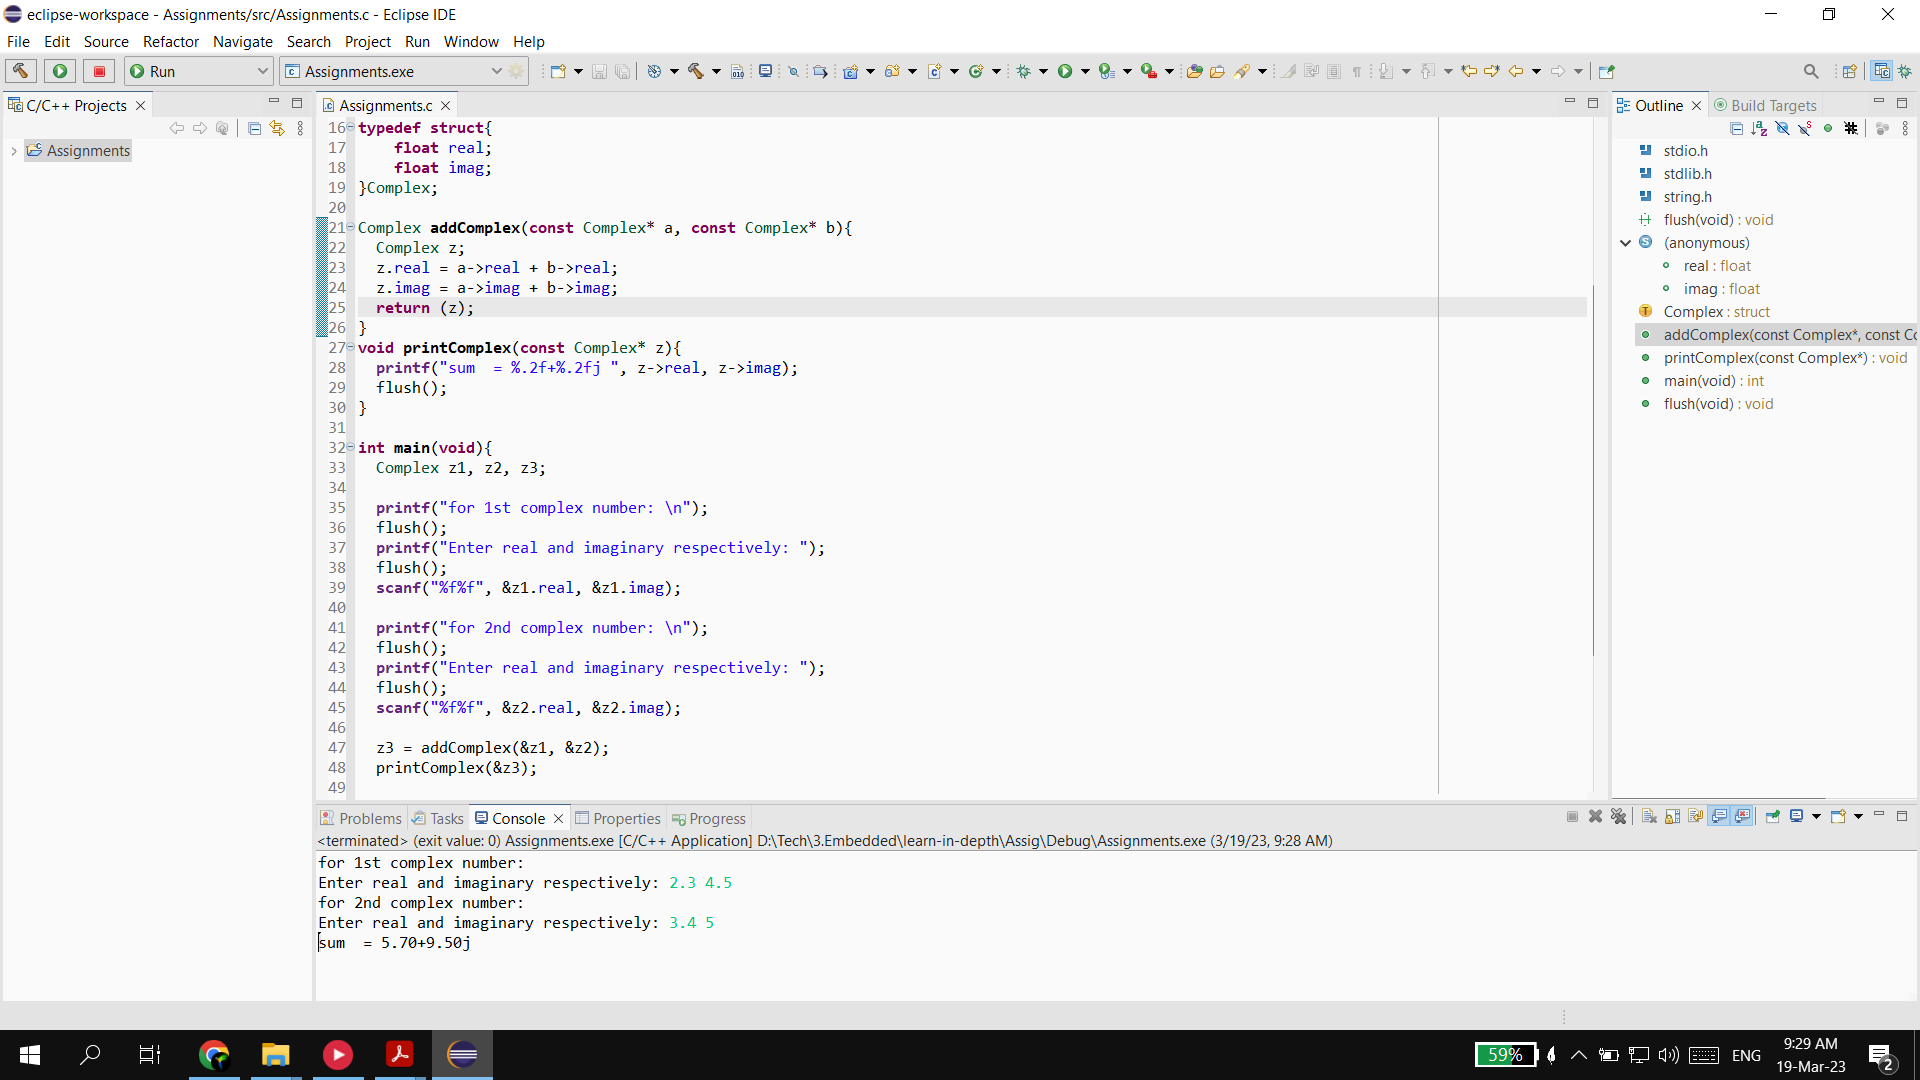 eclipse-workspace - Assignments/src/Assignments.c - Eclipse IDE
File Edit Source Refactor Navigate Search Project Run Window Help
Run Assignments.exe
C/C++ Projects
Assignments
Assignments.c
16 typedef struct{
17     float real;
18     float imag;
19 }Complex;
20
21 Complex addComplex(const Complex* a, const Complex* b){
22   Complex z;
23   z.real = a->real + b->real;
24   z.imag = a->imag + b->imag;
25   return (z);
26 }
27 void printComplex(const Complex* z){
28   printf("sum  = %.2f+%.2fj ", z->real, z->imag);
29   flush();
30 }
31
32 int main(void){
33   Complex z1, z2, z3;
34
35   printf("for 1st complex number: \n");
36   flush();
37   printf("Enter real and imaginary respectively: ");
38   flush();
39   scanf("%f%f", &z1.real, &z1.imag);
40
41   printf("for 2nd complex number: \n");
42   flush();
43   printf("Enter real and imaginary respectively: ");
44   flush();
45   scanf("%f%f", &z2.real, &z2.imag);
46
47   z3 = addComplex(&z1, &z2);
48   printComplex(&z3);
49
Outline Build Targets
stdio.h
stdlib.h
string.h
flush(void) : void
(anonymous)
real : float
imag : float
Complex : struct
addComplex(const Complex*, const Co
printComplex(const Complex*) : void
main(void) : int
flush(void) : void
Problems Tasks Console Properties Progress
<terminated> (exit value: 0) Assignments.exe [C/C++ Application] D:\Tech\3.Embedded\learn-in-depth\Assig\Debug\Assignments.exe (3/19/23, 9:28 AM)
for 1st complex number:
Enter real and imaginary respectively: 2.3 4.5
for 2nd complex number:
Enter real and imaginary respectively: 3.4 5
sum  = 5.70+9.50j
59% ENG
9:29 AM
19-Mar-23
2